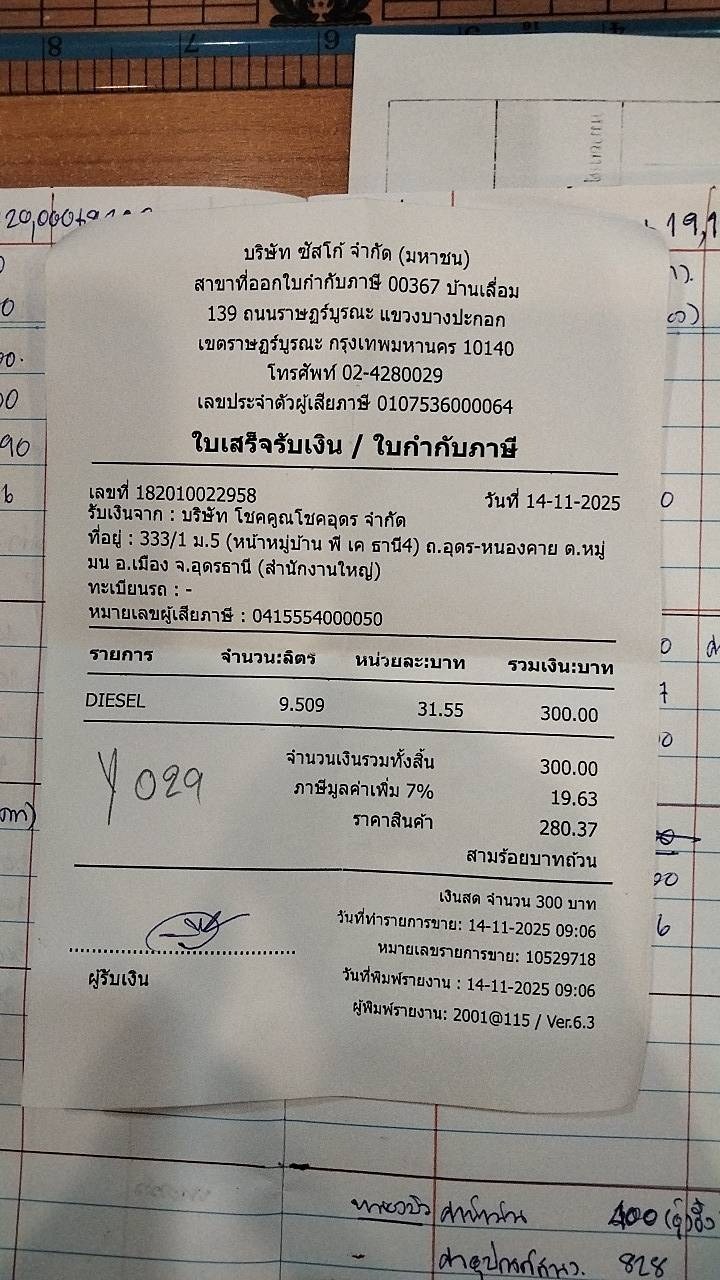 บริษัท ซัสโก้ จำกัด (มหาชน)
สาขาที่ออกใบกำกับภาษี 00367 บ้านเลื่อม
139 ถนนราษฎร์บูรณะ แขวงบางปะกอก
เขตราษฎร์บูรณะ กรุงเทพมหานคร 10140
โทรศัพท์ 02-4280029
เลขประจำตัวผู้เสียภาษี 0107536000064
ใบเสร็จรับเงิน / ใบกำกับภาษี
เลขที่ 182010022958 วันที่ 14-11-2025
รับเงินจาก : บริษัท โชคคูณโชคอุดร จำกัด
ที่อยู่ : 333/1 ม.5 (หน้าหมู่บ้าน พี เค ธานี4) ถ.อุดร-หนองคาย ต.หมู
มน อ.เมือง จ.อุดรธานี (สำนักงานใหญ่)
ทะเบียนรถ : -
หมายเลขผู้เสียภาษี : 0415554000050
รายการ จำนวน:ลิตร หน่วยละ:บาท รวมเงิน:บาท
DIESEL 9.509 31.55 300.00
จำนวนเงินรวมทั้งสิ้น 300.00
ภาษีมูลค่าเพิ่ม 7% 19.63
ราคาสินค้า 280.37
สามร้อยบาทถ้วน
Y 029
เงินสด จำนวน 300 บาท
วันที่ทำรายการขาย: 14-11-2025 09:06
หมายเลขรายการขาย: 10529718
วันที่พิมพ์รายงาน : 14-11-2025 09:06
ผู้พิมพ์รายงาน: 2001@115 / Ver.6.3
ผู้รับเงิน
ค่าน้ำมัน 400
828